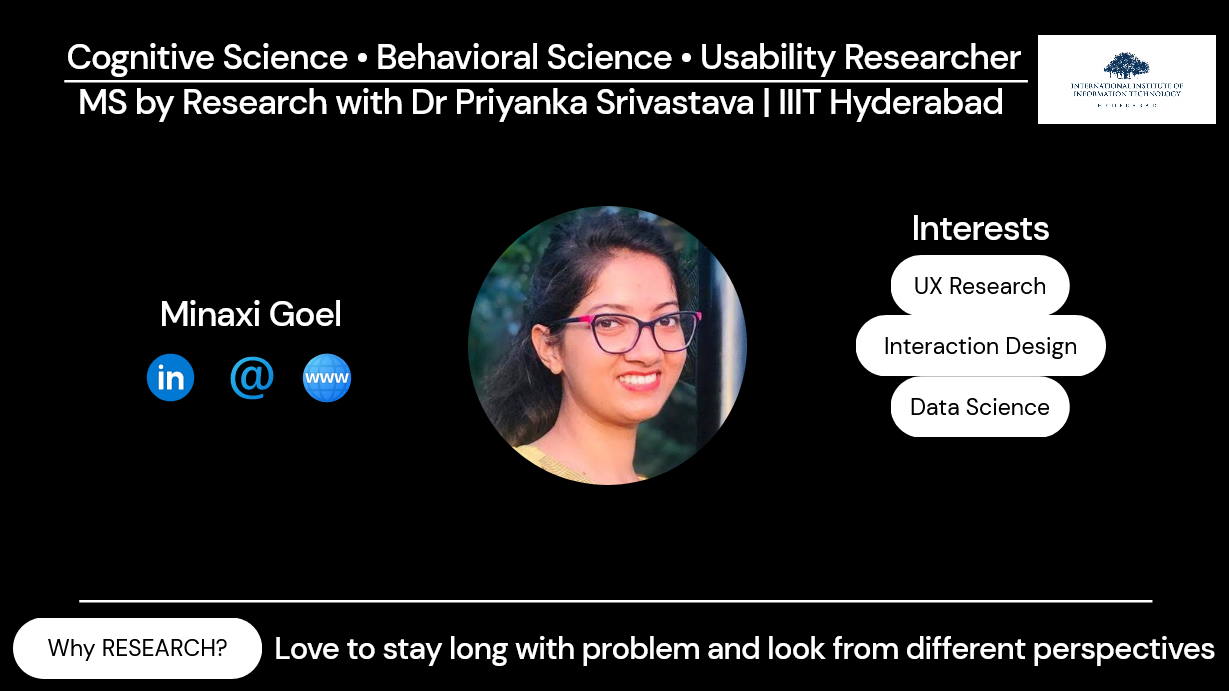 Cognitive Science • Behavioral Science • Usability Researcher
MS by Research with Dr Priyanka Srivastava | IIIT Hyderabad
INTERNATIONAL INSTITUTE OF
INFORMATION TECHNOLOGY
HYDERABAD
Interests
UX Research
Interaction Design
Data Science
Minaxi Goel
in
@
www
Why RESEARCH?
Love to stay long with problem and look from different perspectives